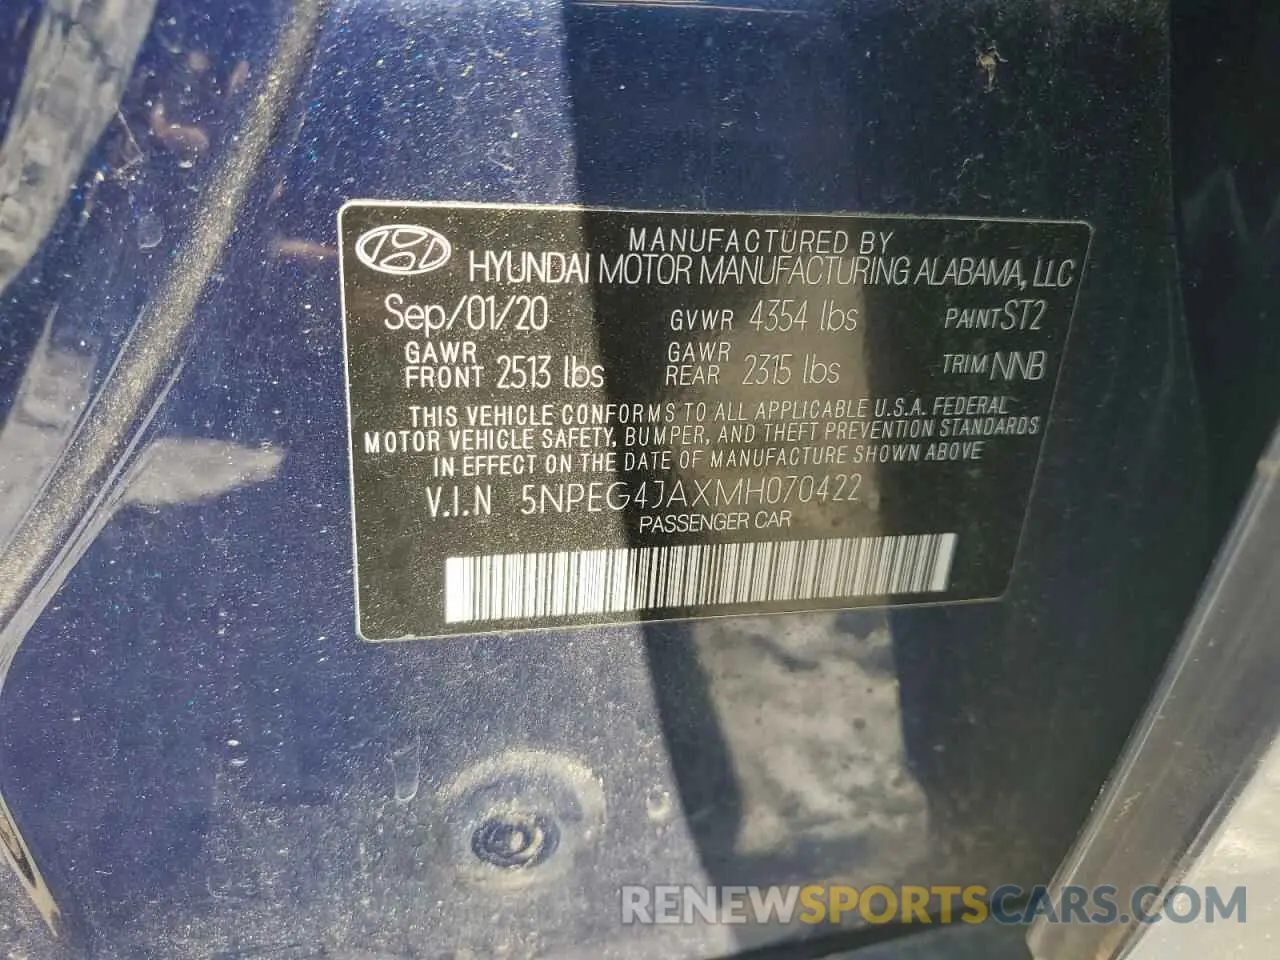 MANUFACTURED BY
HYUNDAI MOTOR MANUFACTURING ALABAMA, LLC
Sep/01/20 GVWR 4354 lbs PAINT ST2
GAWR FRONT 2513 lbs GAWR REAR 2315 lbs TRIM NNB
THIS VEHICLE CONFORMS TO ALL APPLICABLE U.S.A. FEDERAL
MOTOR VEHICLE SAFETY, BUMPER, AND THEFT PREVENTION STANDARDS
IN EFFECT ON THE DATE OF MANUFACTURE SHOWN ABOVE
V.I.N 5NPEG4JAXMH070422
PASSENGER CAR
RENEWSPORTSCARS.COM